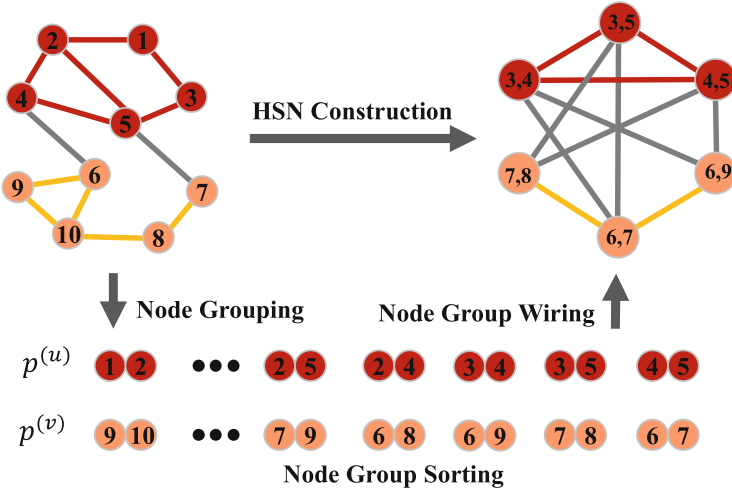 2 1
4 3
5
6
9 7
10 8
HSN Construction
3,5
3,4 4,5
7,8 6,9
6,7
Node Grouping
Node Group Wiring
p^(u) 1 2 ••• 2 5 2 4 3 4 3 5 4 5
p^(v) 9 10 ••• 7 9 6 8 6 9 7 8 6 7
Node Group Sorting